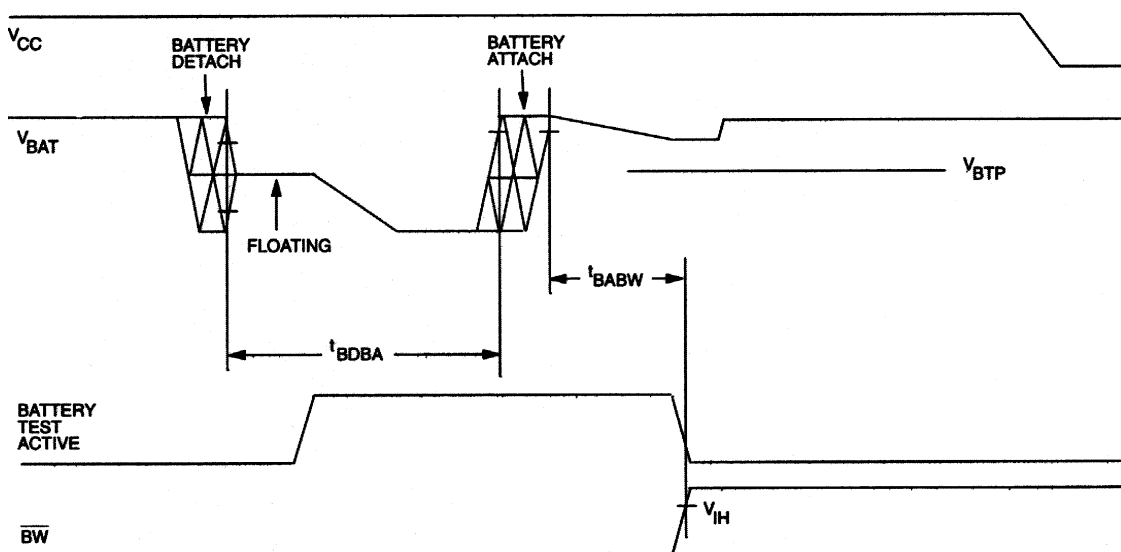 VCC
BATTERY
DETACH
BATTERY
ATTACH
VBAT
VBTP
FLOATING
tBABW
tBDBA
BATTERY
TEST
ACTIVE
VIH
BW